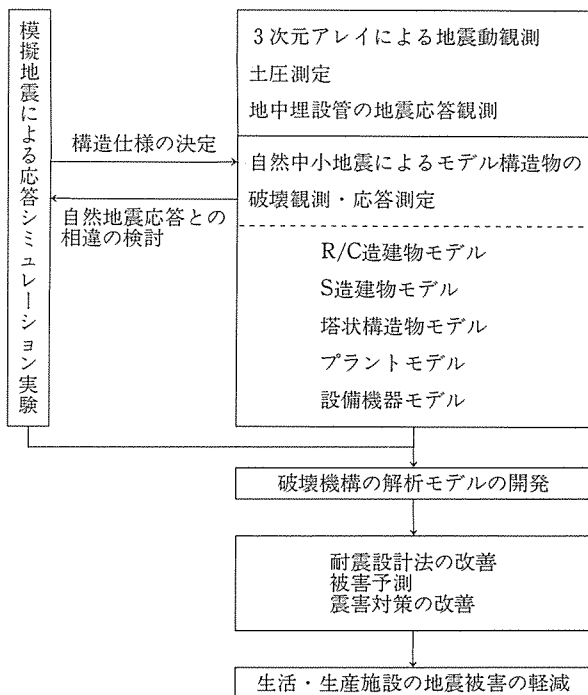 模擬地震による応答シミュレーション実験
3次元アレイによる地震動観測
土圧測定
地中埋設管の地震応答観測
構造仕様の決定
自然地震応答との
相違の検討
自然中小地震によるモデル構造物の
破壊観測・応答測定
R/C造建物モデル
S造建物モデル
塔状構造物モデル
プラントモデル
設備機器モデル
破壊機構の解析モデルの開発
耐震設計法の改善
被害予測
震害対策の改善
生活・生産施設の地震被害の軽減